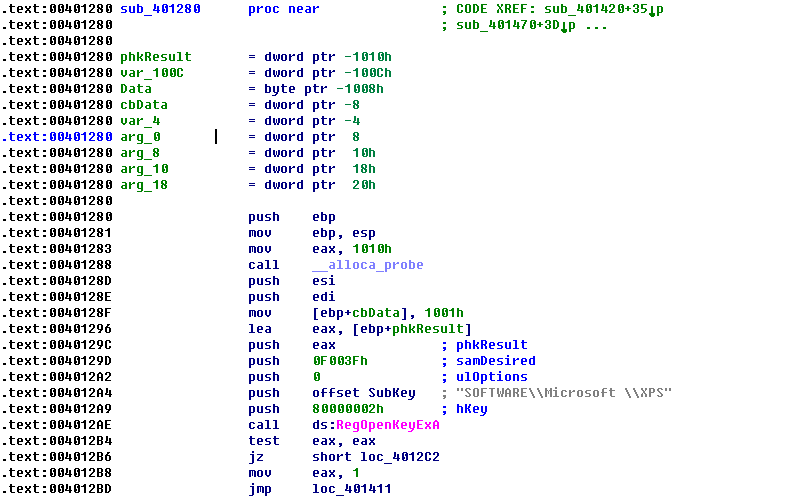 .text:00401280 sub_401280      proc near               ; CODE XREF: sub_401420+35↓p
.text:00401280                                         ; sub_401470+3D↓p ...
.text:00401280
.text:00401280 phkResult       = dword ptr -1010h
.text:00401280 var_100C        = dword ptr -100Ch
.text:00401280 Data            = byte ptr -1008h
.text:00401280 cbData          = dword ptr -8
.text:00401280 var_4           = dword ptr -4
.text:00401280 arg_0           = dword ptr  8
.text:00401280 arg_8           = dword ptr  10h
.text:00401280 arg_10          = dword ptr  18h
.text:00401280 arg_18          = dword ptr  20h
.text:00401280
.text:00401280                 push    ebp
.text:00401281                 mov     ebp, esp
.text:00401283                 mov     eax, 1010h
.text:00401288                 call    __alloca_probe
.text:0040128D                 push    esi
.text:0040128E                 push    edi
.text:0040128F                 mov     [ebp+cbData], 1001h
.text:00401296                 lea     eax, [ebp+phkResult]
.text:0040129C                 push    eax             ; phkResult
.text:0040129D                 push    0F003Fh         ; samDesired
.text:004012A2                 push    0               ; ulOptions
.text:004012A4                 push    offset SubKey   ; "SOFTWARE\\Microsoft \\XPS"
.text:004012A9                 push    80000002h       ; hKey
.text:004012AE                 call    ds:RegOpenKeyExA
.text:004012B4                 test    eax, eax
.text:004012B6                 jz      short loc_4012C2
.text:004012B8                 mov     eax, 1
.text:004012BD                 jmp     loc_401411